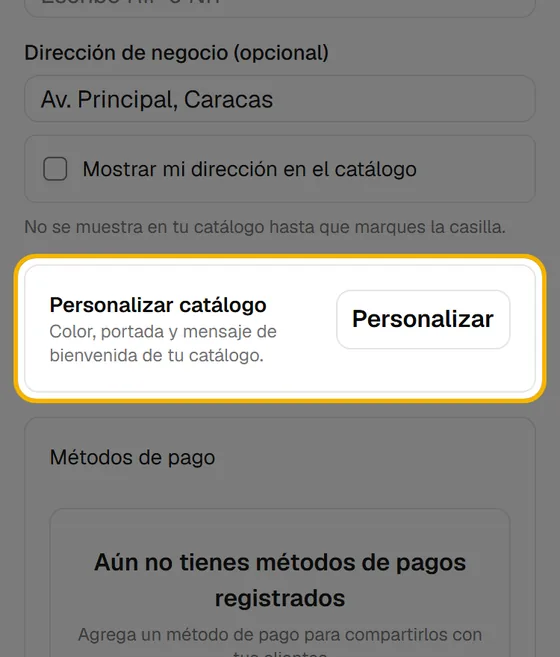 Dirección de negocio (opcional)
Av. Principal, Caracas
Mostrar mi dirección en el catálogo
No se muestra en tu catálogo hasta que marques la casilla.
Personalizar catálogo
Color, portada y mensaje de
bienvenida de tu catálogo.
Personalizar
Métodos de pago
Aún no tienes métodos de pagos
registrados
Agrega un método de pago para compartirlos con
tus clientes